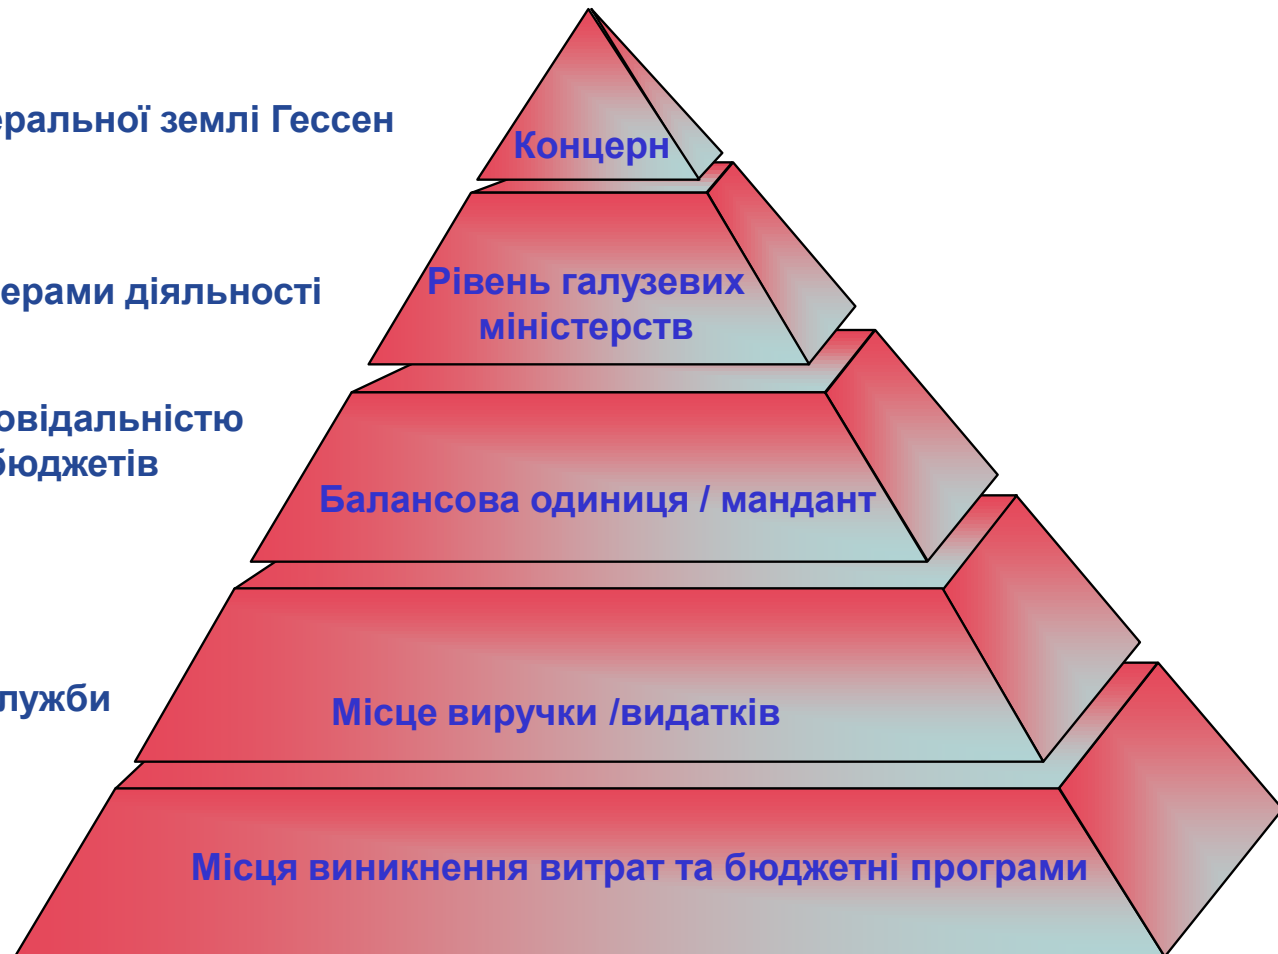 еральної землі Гессен
Концерн
ерами діяльності
Рівень галузевих
міністерств
овідальністю
бюджетів
Балансова одиниця / мандант
лужби
Місце виручки /видатків
Місця виникнення витрат та бюджетні програми